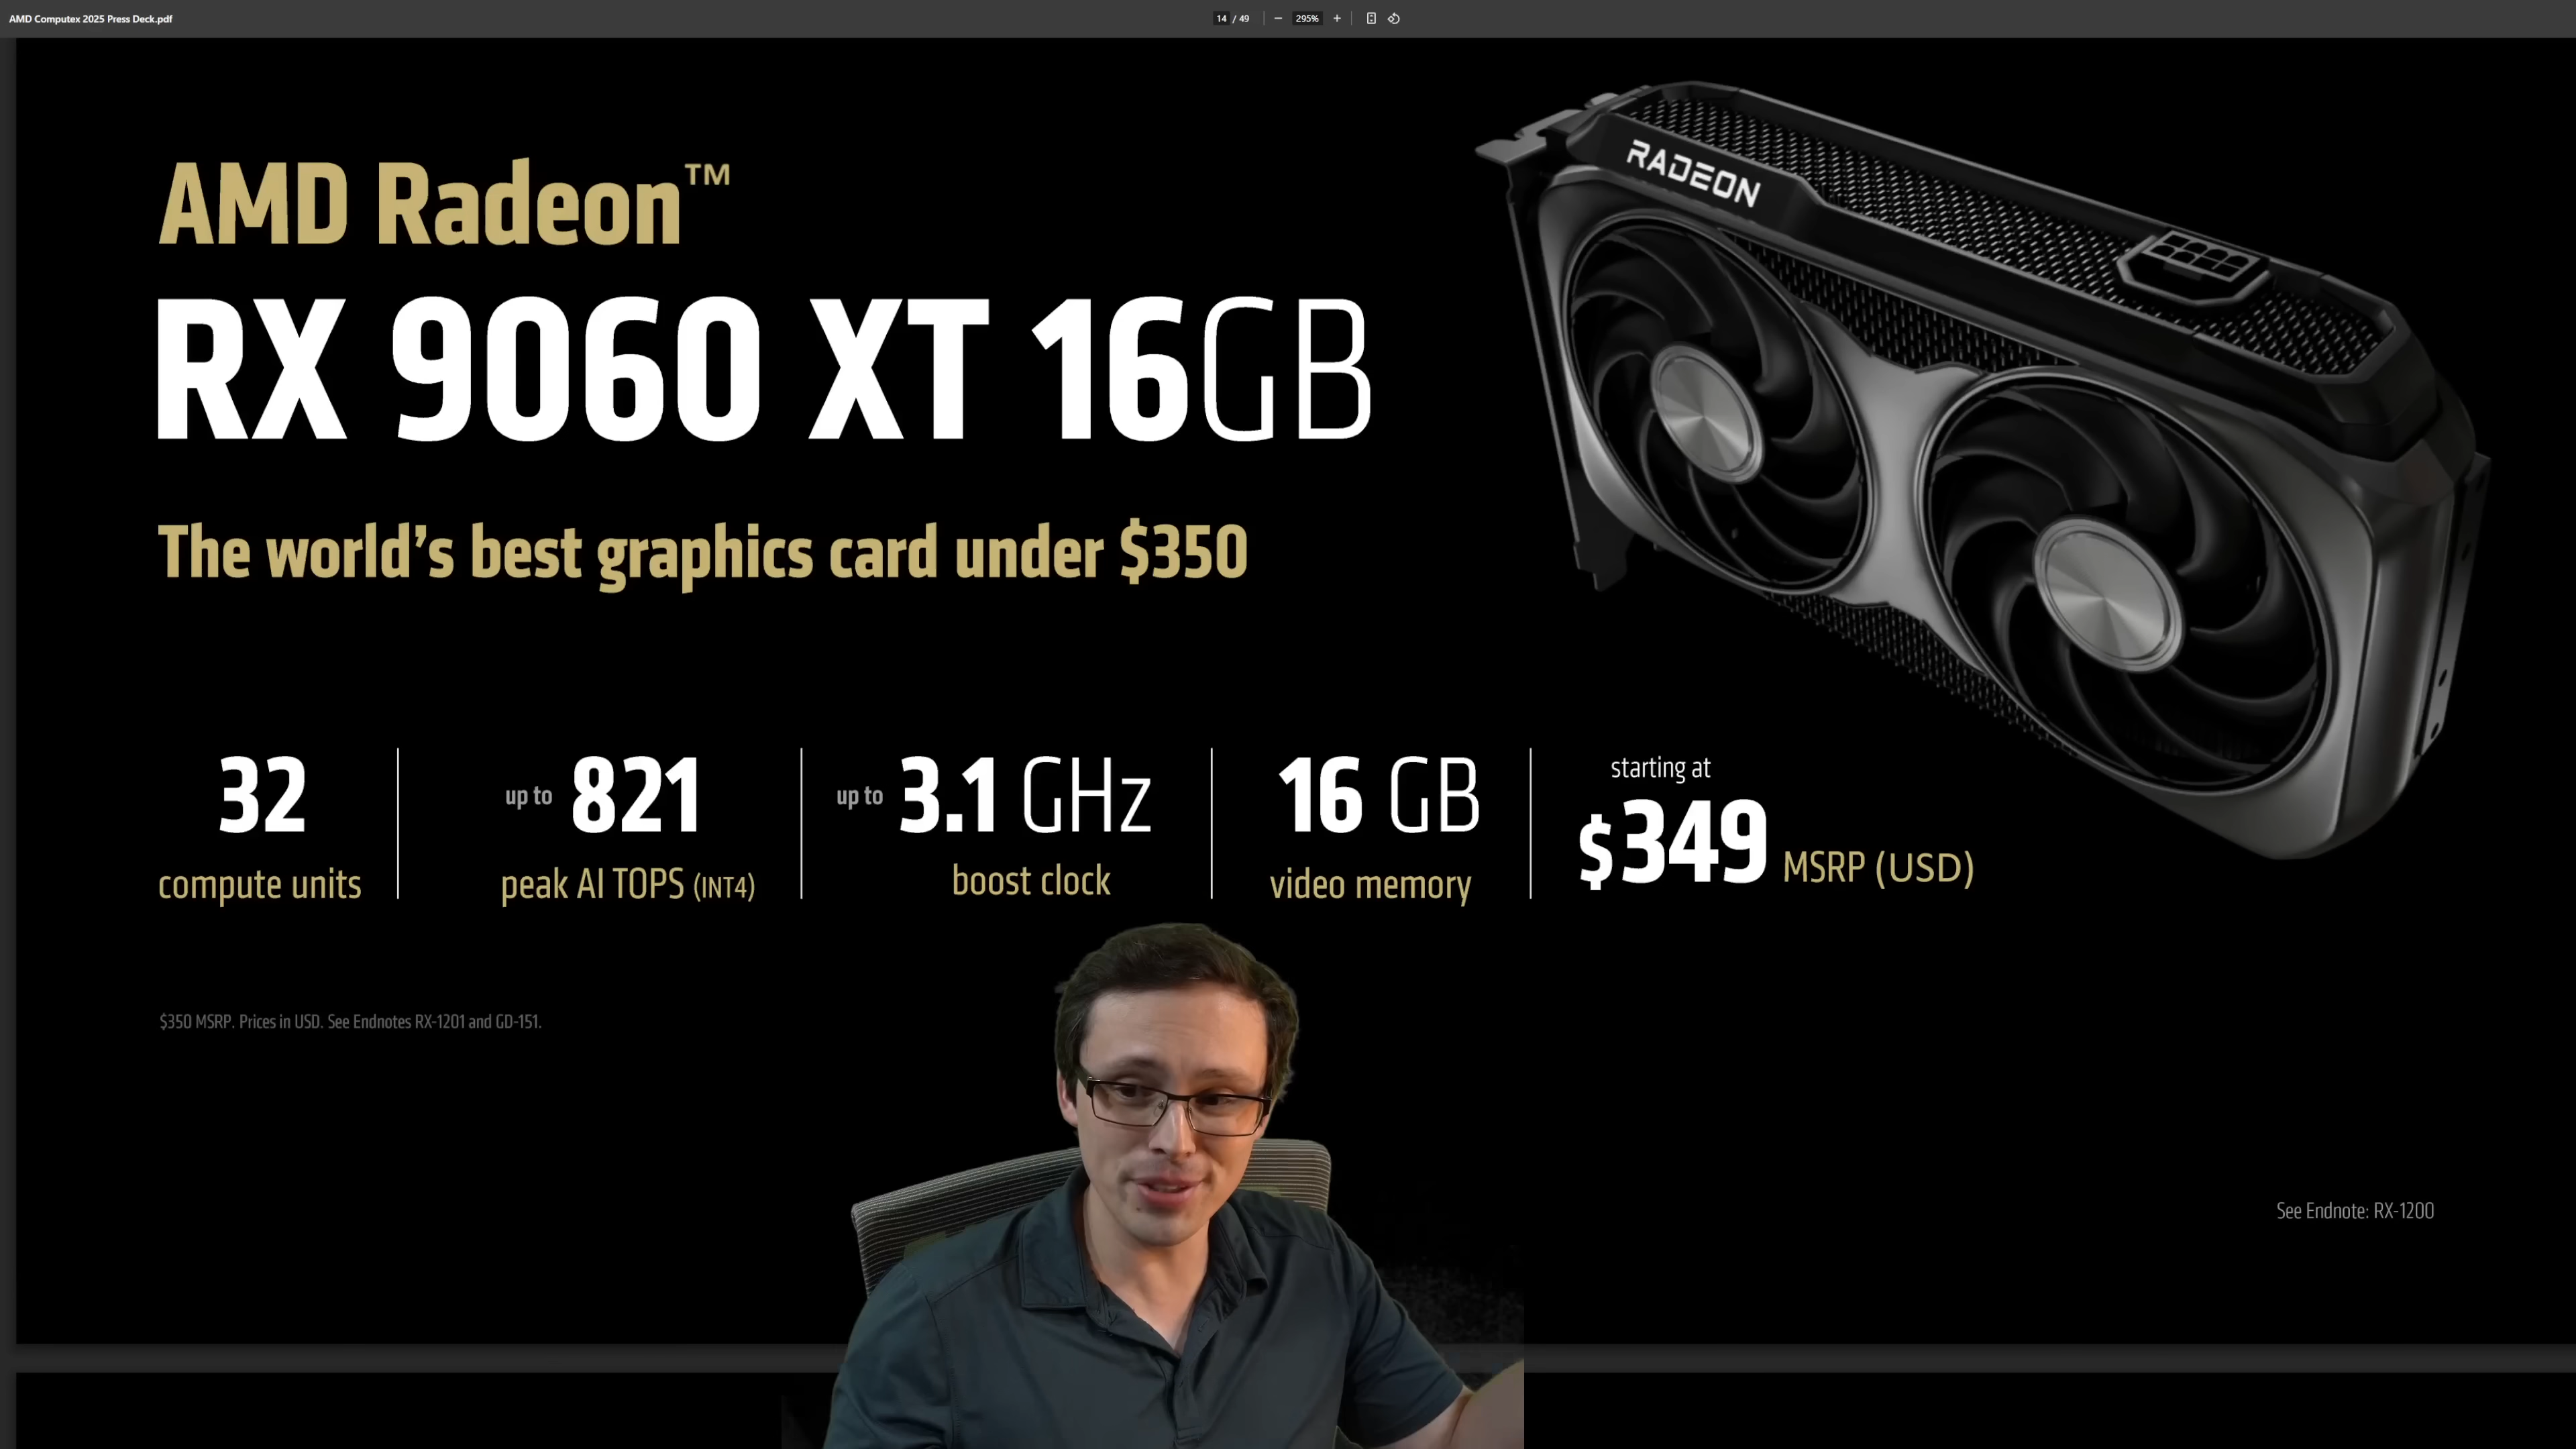 AMD Computex 2025 Press Deck.pdf
14 / 49
295%
AMD Radeon™
RADEON
RX 9060 XT 16GB
The world's best graphics card under $350
32
compute units
up to 821
peak AI TOPS (INT4)
up to 3.1 GHz
boost clock
16 GB
video memory
starting at
$349 MSRP (USD)
$350 MSRP. Prices in USD. See Endnotes RX-1201 and GD-151.
See Endnote: RX-1200